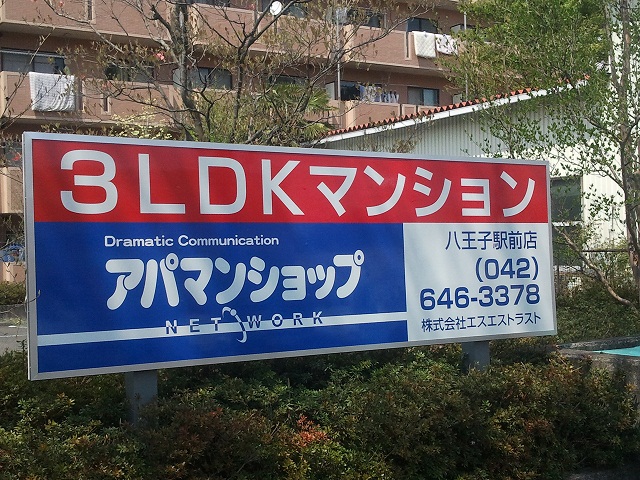 3LDKマンション
Dramatic Communication
アパマンショップ
NETWORK
八王子駅前店
(042)
646-3378
株式会社エスエストラスト